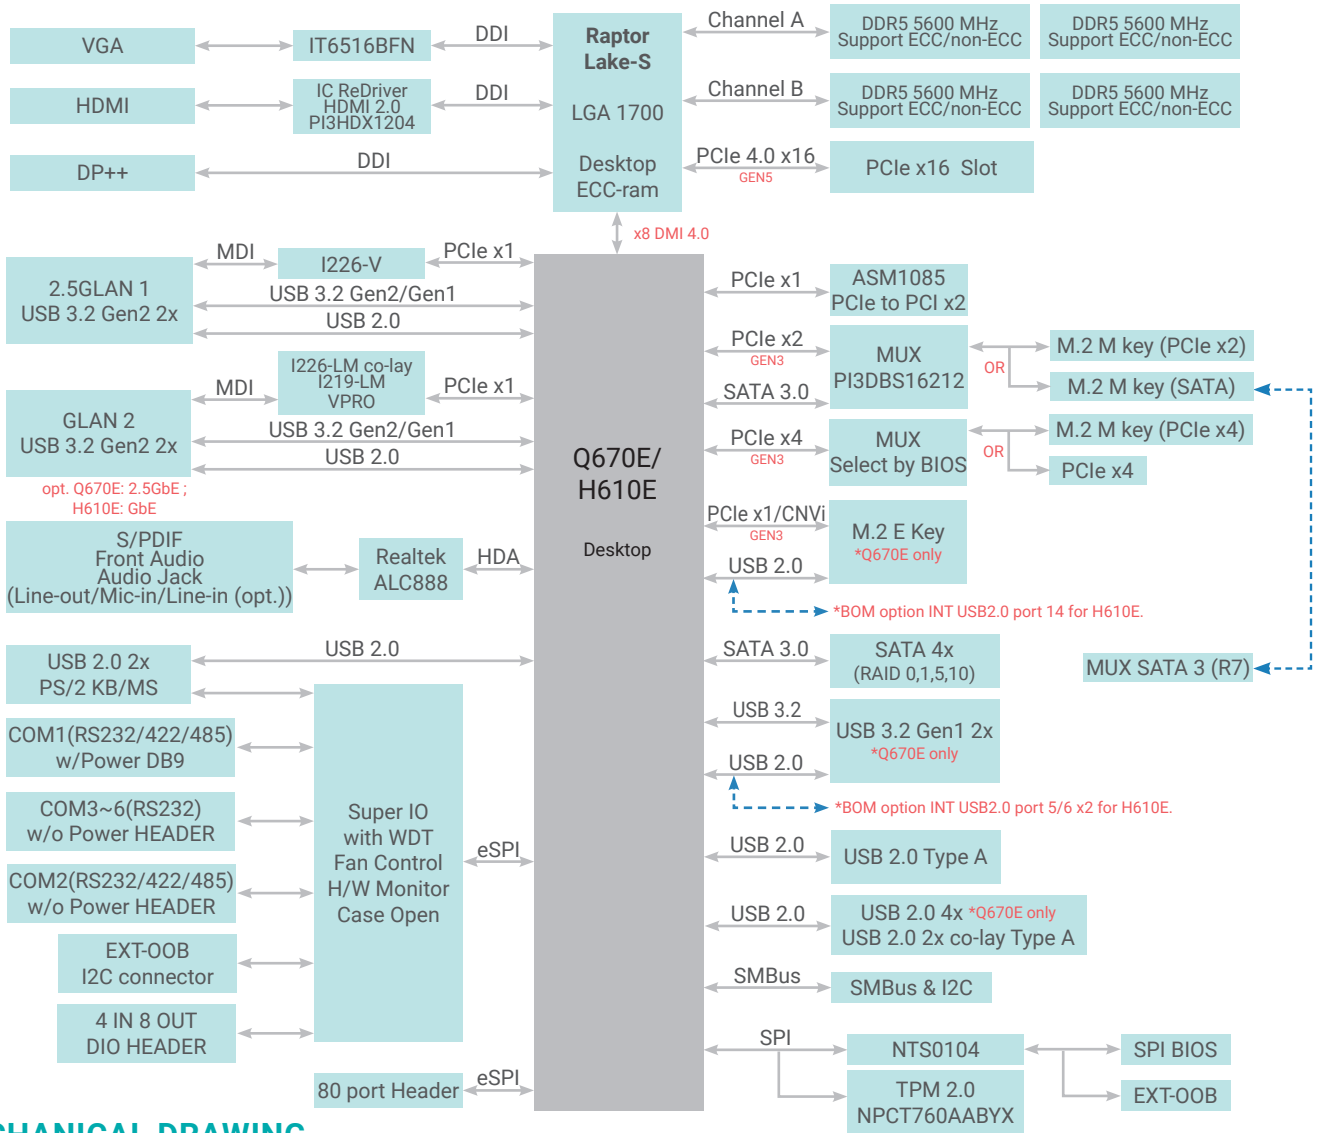 VGA
IT6516BFN
DDI
HDMI
IC ReDriver
HDMI 2.0
PI3HDX1204
DDI
DP++
DDI
Raptor
Lake-S
LGA 1700
Desktop
ECC-ram
Channel A
DDR5 5600 MHz
Support ECC/non-ECC
DDR5 5600 MHz
Support ECC/non-ECC
Channel B
DDR5 5600 MHz
Support ECC/non-ECC
DDR5 5600 MHz
Support ECC/non-ECC
PCIe 4.0 x16
GEN5
PCIe x16 Slot
x8 DMI 4.0
2.5GLAN 1
USB 3.2 Gen2 2x
MDI
I226-V
PCIe x1
USB 3.2 Gen2/Gen1
USB 2.0
GLAN 2
USB 3.2 Gen2 2x
MDI
I226-LM co-lay
I219-LM
VPRO
PCIe x1
USB 3.2 Gen2/Gen1
USB 2.0
opt. Q670E: 2.5GbE ;
H610E: GbE
S/PDIF
Front Audio
Audio Jack
(Line-out/Mic-in/Line-in (opt.))
Realtek
ALC888
HDA
USB 2.0 2x
PS/2 KB/MS
USB 2.0
COM1(RS232/422/485)
w/Power DB9
COM3~6(RS232)
w/o Power HEADER
COM2(RS232/422/485)
w/o Power HEADER
EXT-OOB
I2C connector
4 IN 8 OUT
DIO HEADER
Super IO
with WDT
Fan Control
H/W Monitor
Case Open
eSPI
80 port Header
eSPI
Q670E/
H610E
Desktop
PCIe x1
ASM1085
PCIe to PCI x2
PCIe x2
GEN3
SATA 3.0
MUX
PI3DBS16212
OR
M.2 M key (PCIe x2)
M.2 M key (SATA)
PCIe x4
GEN3
MUX
Select by BIOS
OR
M.2 M key (PCIe x4)
PCIe x4
PCIe x1/CNVi
GEN3
USB 2.0
M.2 E Key
*Q670E only
*BOM option INT USB2.0 port 14 for H610E.
SATA 3.0
SATA 4x
(RAID 0,1,5,10)
MUX SATA 3 (R7)
USB 3.2
USB 2.0
USB 3.2 Gen1 2x
*Q670E only
*BOM option INT USB2.0 port 5/6 x2 for H610E.
USB 2.0
USB 2.0 Type A
USB 2.0
USB 2.0 4x *Q670E only
USB 2.0 2x co-lay Type A
SMBus
SMBus & I2C
SPI
NTS0104
SPI BIOS
EXT-OOB
TPM 2.0
NPCT760AABYX